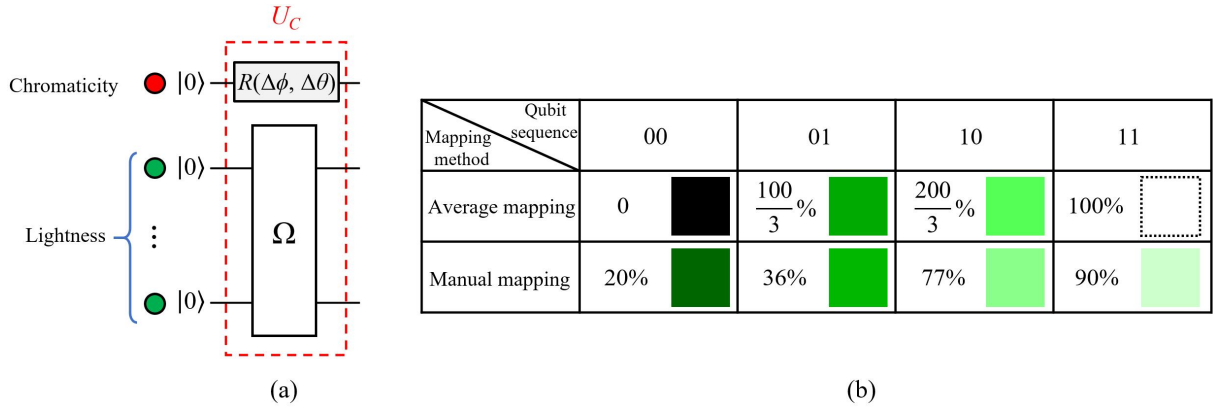 U_C
Chromaticity |0⟩ R(Δϕ, Δθ)
|0⟩
Lightness ⋮ Ω
|0⟩
(a)
Qubit
sequence
Mapping
method
00 01 10 11
Average mapping 0 100/3 % 200/3 % 100%
Manual mapping 20% 36% 77% 90%
(b)